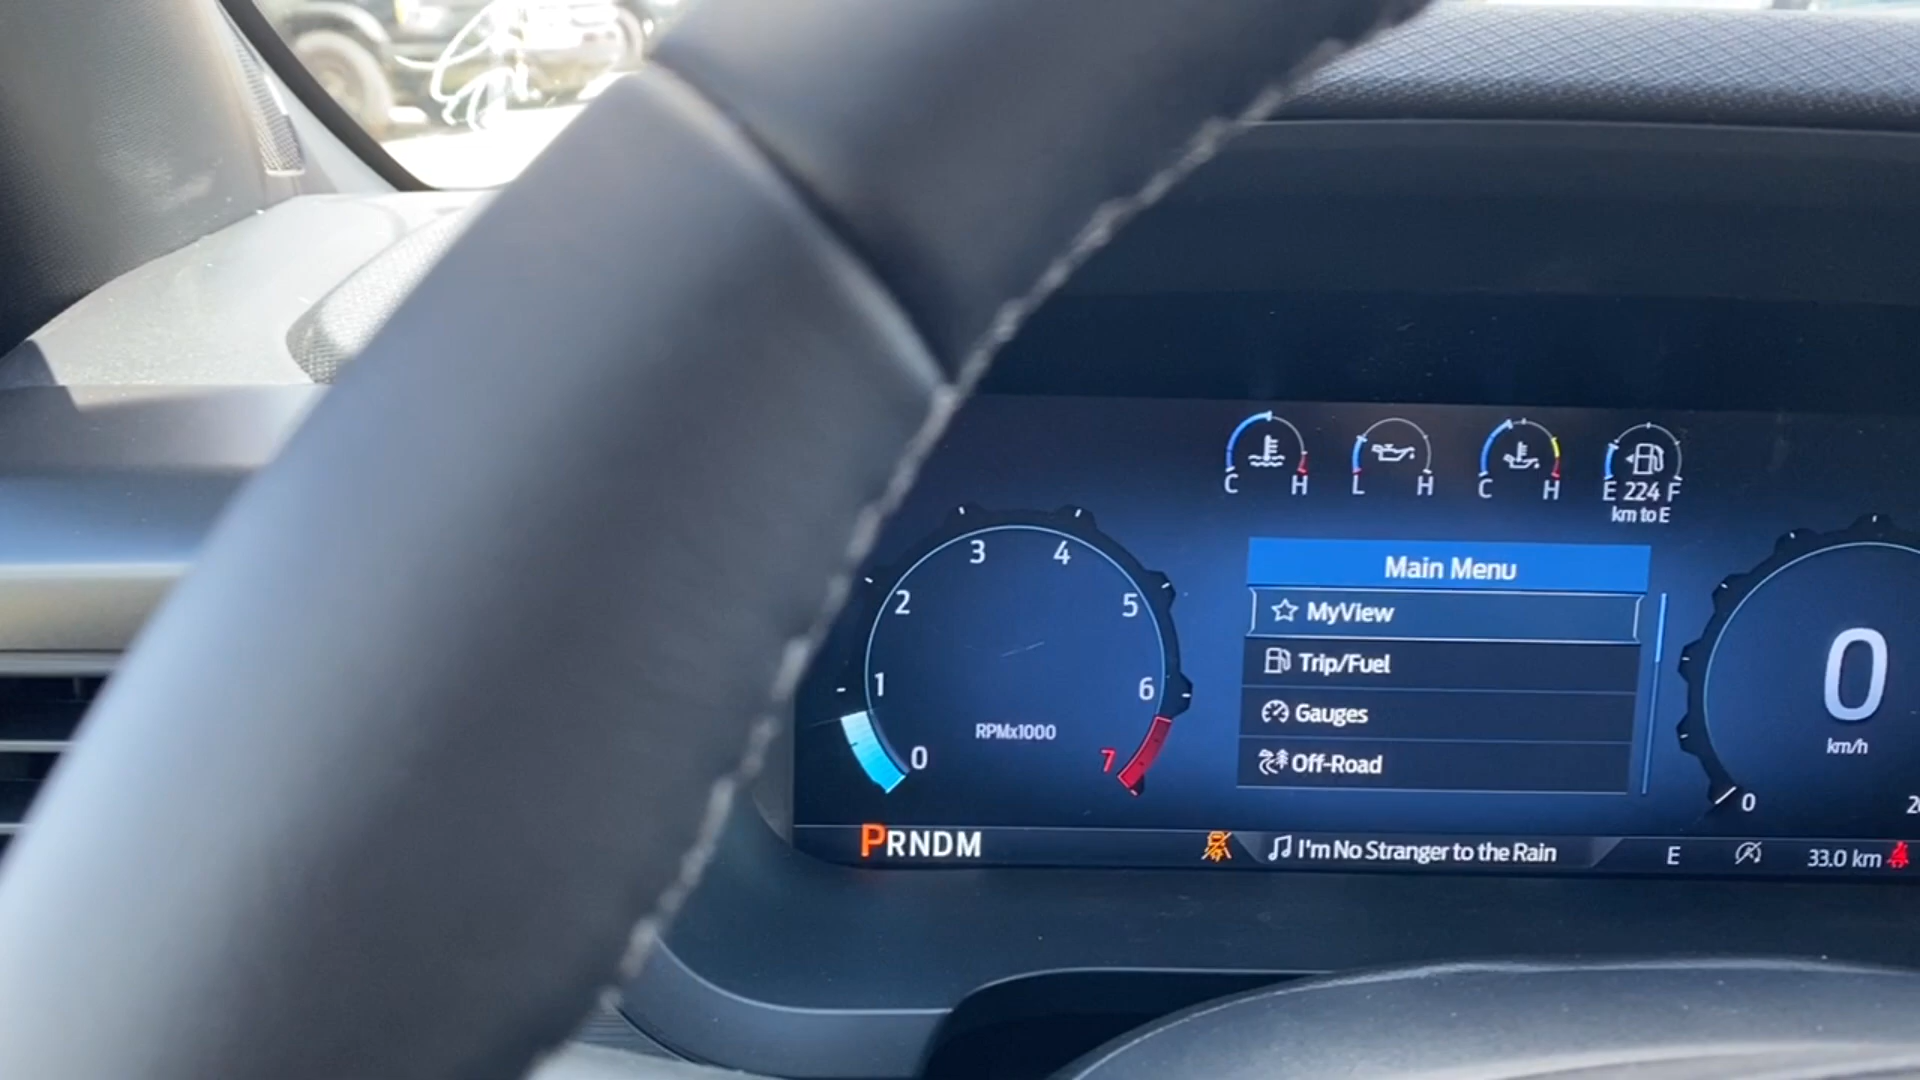 C H
L H
C H
E 224 F
km to E
0
1
2
3
4
5
6
7
RPMx1000
Main Menu
MyView
Trip/Fuel
Gauges
Off-Road
0
km/h
0
PRNDM
I'm No Stranger to the Rain
E
33.0 km